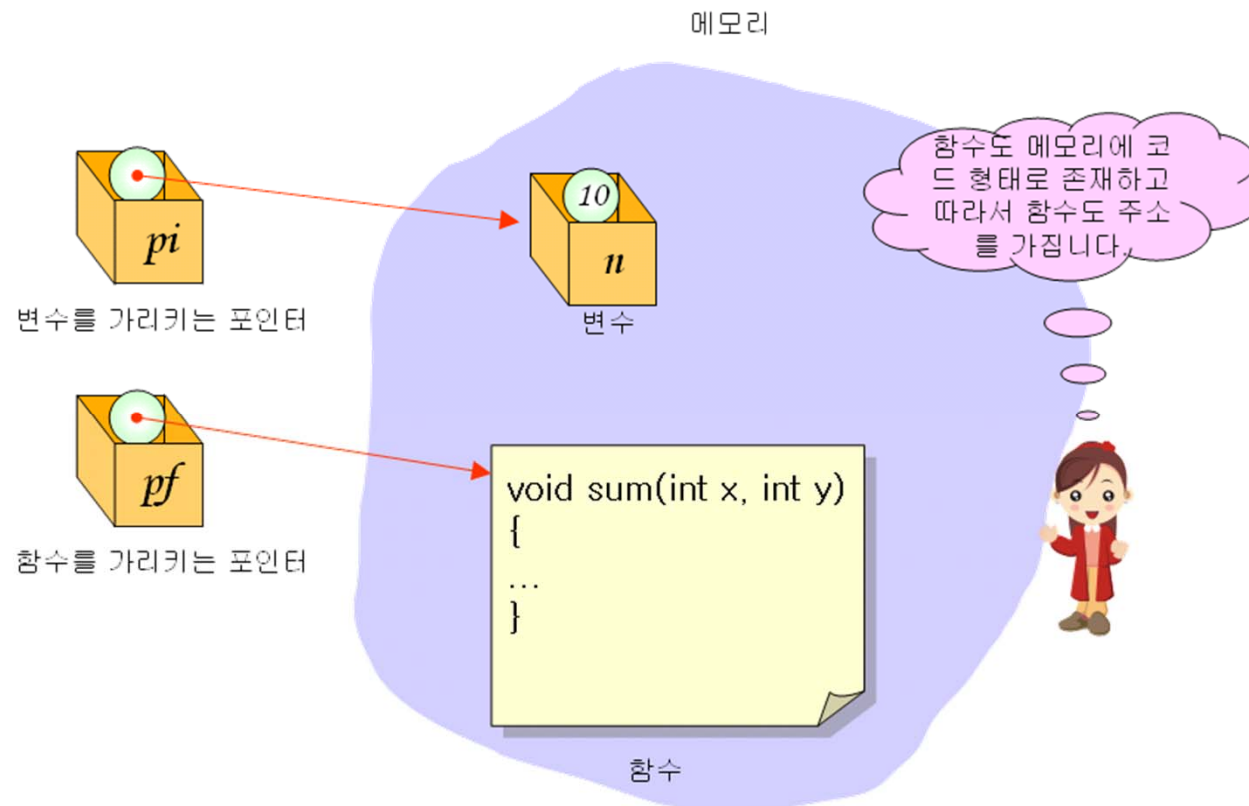 메모리
pi
변수를 가리키는 포인터
10
n
변수
함수도 메모리에 코
드 형태로 존재하고
따라서 함수도 주소
를 가집니다.
pf
함수를 가리키는 포인터
void sum(int x, int y)
{
...
}
함수